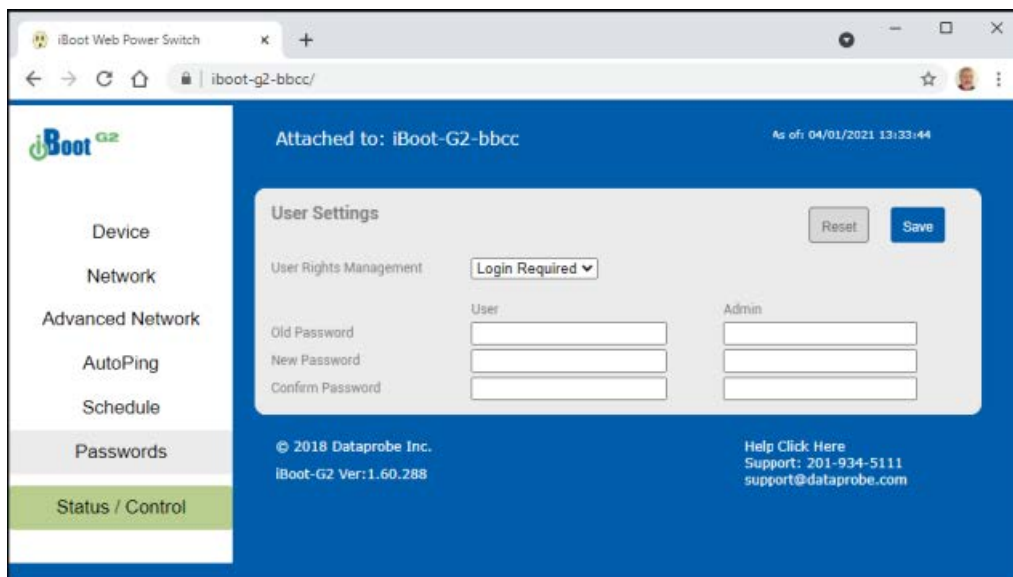 iBoot Web Power Switch
iboot-g2-bbcc/
iBoot G2
Attached to: iBoot-G2-bbcc
As of: 04/01/2021 13:33:44
Device
Network
Advanced Network
AutoPing
Schedule
Passwords
Status / Control
User Settings
Reset
Save
User Rights Management
Login Required
User
Admin
Old Password
New Password
Confirm Password
© 2018 Dataprobe Inc.
iBoot-G2 Ver:1.60.288
Help Click Here
Support: 201-934-5111
support@dataprobe.com